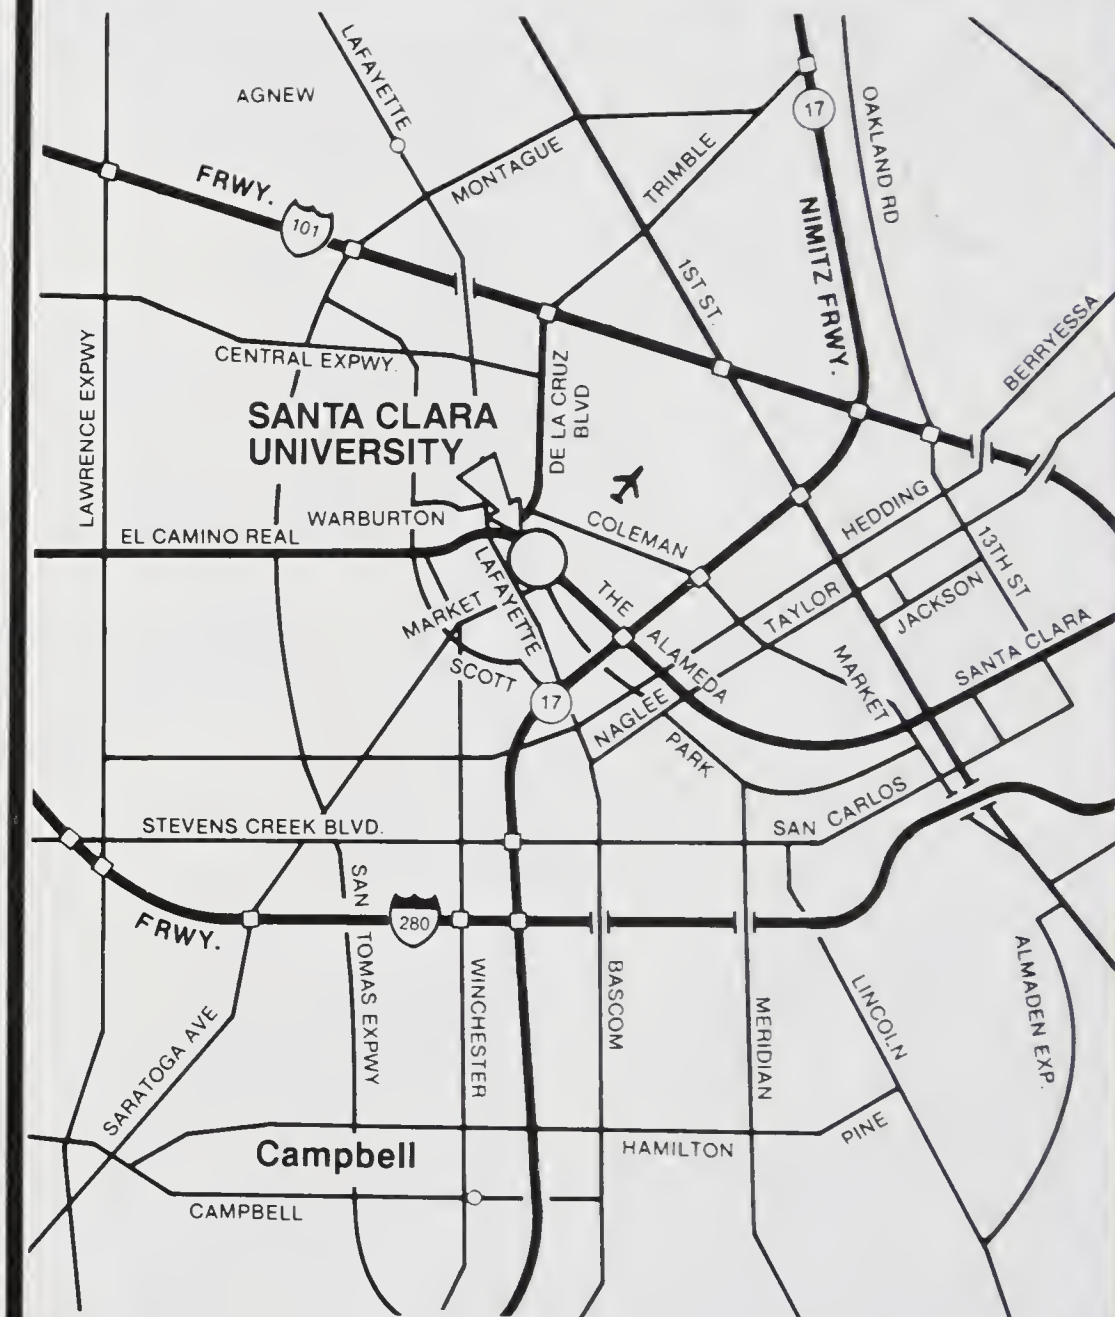 LAFAYETTE
AGNEW
17
OAKLAND RD
FRWY.
101
MONTAGUE
TRIMBLE
NIMITZ FRWY.
1ST ST.
BERRYESSA
LAWRENCE EXPWY
CENTRAL EXPWY.
DE LA CRUZ
BLVD
SANTA CLARA
UNIVERSITY
HEDDING
WARBURTON
EL CAMINO REAL
COLEMAN
13TH ST
LAFAYETTE
THE ALAMEDA
TAYLOR
JACKSON
MARKET
SCOTT
MARKET
SANTA CLARA
17
NAGLEE
PARK
STEVENS CREEK BLVD.
SAN CARLOS
SAN TOMAS EXPWY
280
FRWY.
WINCHESTER
BASCOM
MERIDIAN
LINCOLN
ALMADEN EXP.
SARATOGA AVE
Campbell
HAMILTON
PINE
CAMPBELL